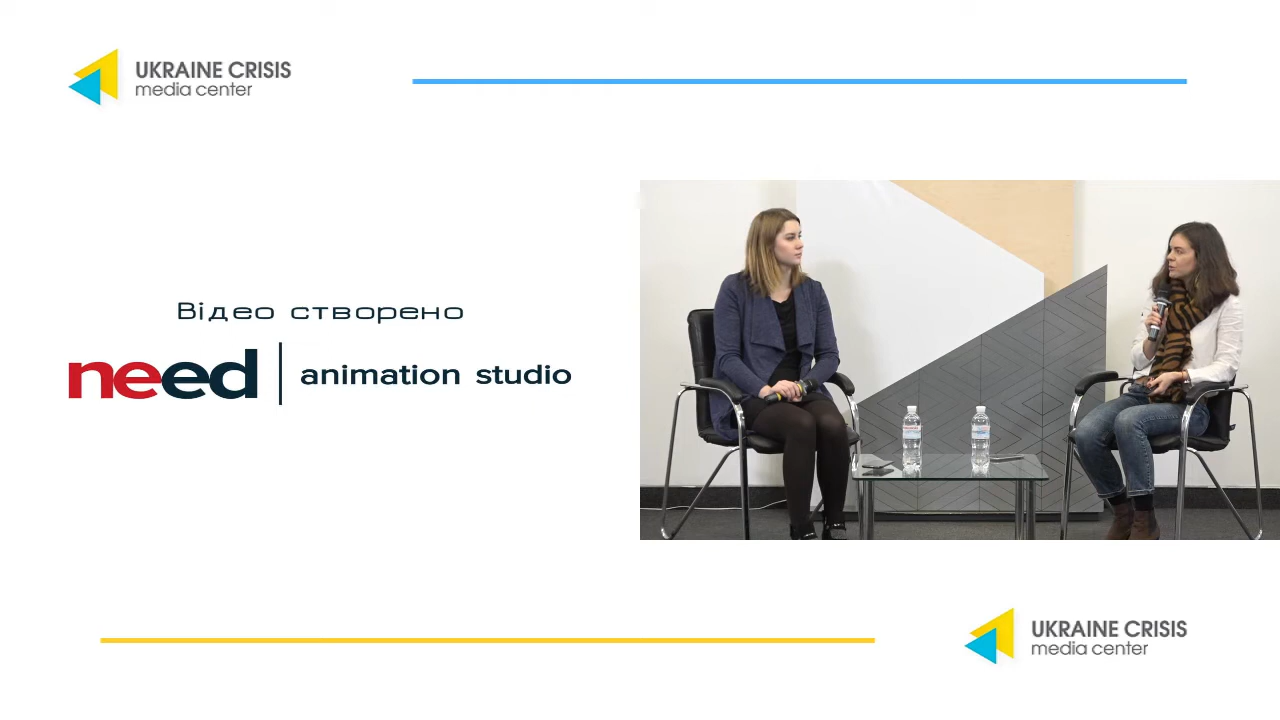 UKRAINE CRISIS
media center
Відео створено
need | animation studio
UKRAINE CRISIS
media center